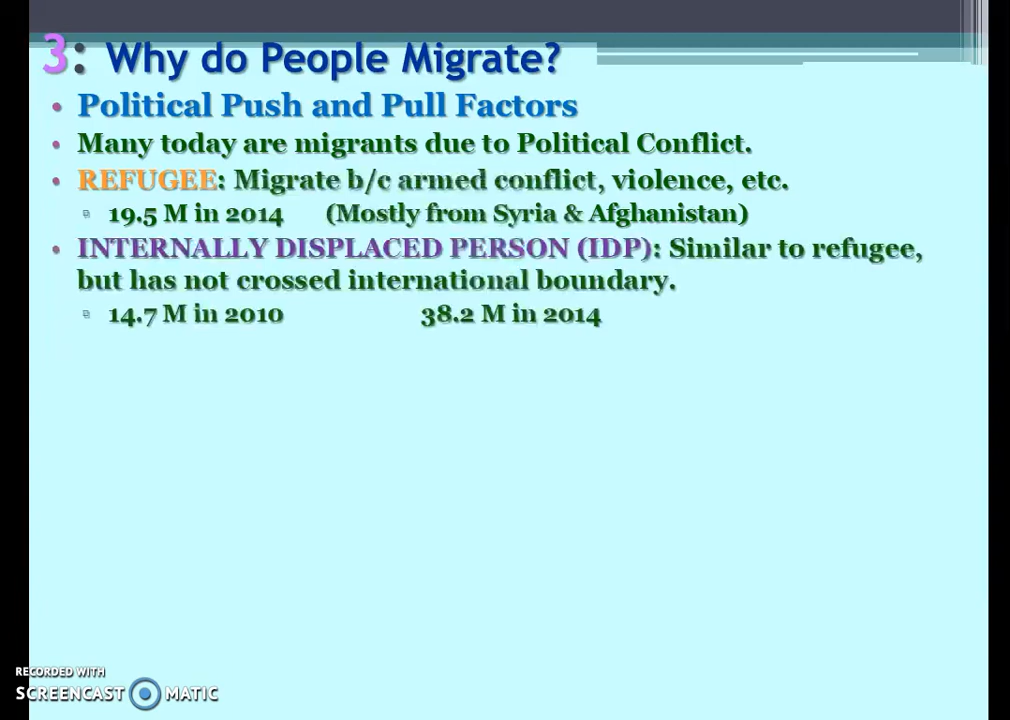 3: Why do People Migrate?
• Political Push and Pull Factors
• Many today are migrants due to Political Conflict.
• REFUGEE: Migrate b/c armed conflict, violence, etc.
▫ 19.5 M in 2014 (Mostly from Syria & Afghanistan)
• INTERNALLY DISPLACED PERSON (IDP): Similar to refugee,
but has not crossed international boundary.
▫ 14.7 M in 2010 38.2 M in 2014
RECORDED WITH
SCREENCAST MATIC